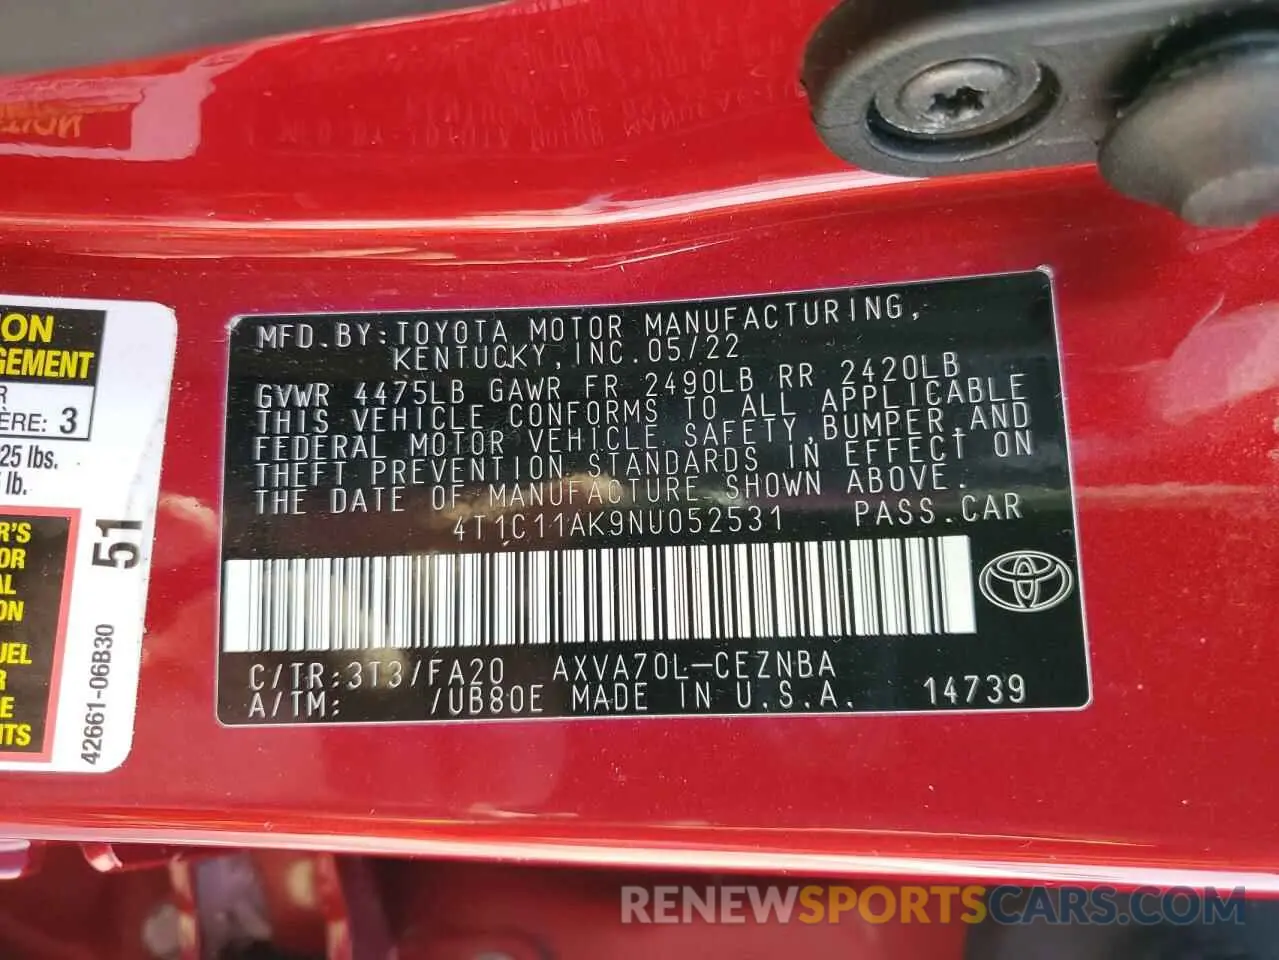 ION
GEMENT
R
ÈRE: 3
25 lbs.
lb.
R'S
OR
AL
ON
UEL
R
E
ITS
51
42661-06B30
MFD.BY:TOYOTA MOTOR MANUFACTURING,
KENTUCKY,INC.05/22
GVWR 4475LB GAWR FR 2490LB RR 2420LB
THIS VEHICLE CONFORMS TO ALL APPLICABLE
FEDERAL MOTOR VEHICLE SAFETY,BUMPER,AND
THEFT PREVENTION STANDARDS IN EFFECT ON
THE DATE OF MANUFACTURE SHOWN ABOVE.
4T1C11AK9NU052531 PASS.CAR
C/TR:3T3/FA20 AXVA70L-CEZNBA
A/TM: /UB80E MADE IN U.S.A. 14739
RENEWSPORTSCARS.COM